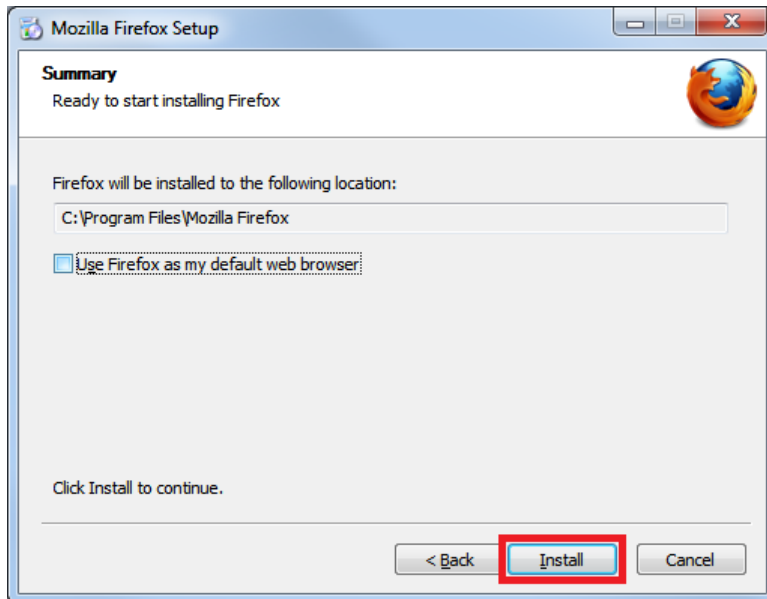 Mozilla Firefox Setup
Summary
Ready to start installing Firefox
Firefox will be installed to the following location:
C:\Program Files\Mozilla Firefox
Use Firefox as my default web browser
Click Install to continue.
< Back
Install
Cancel